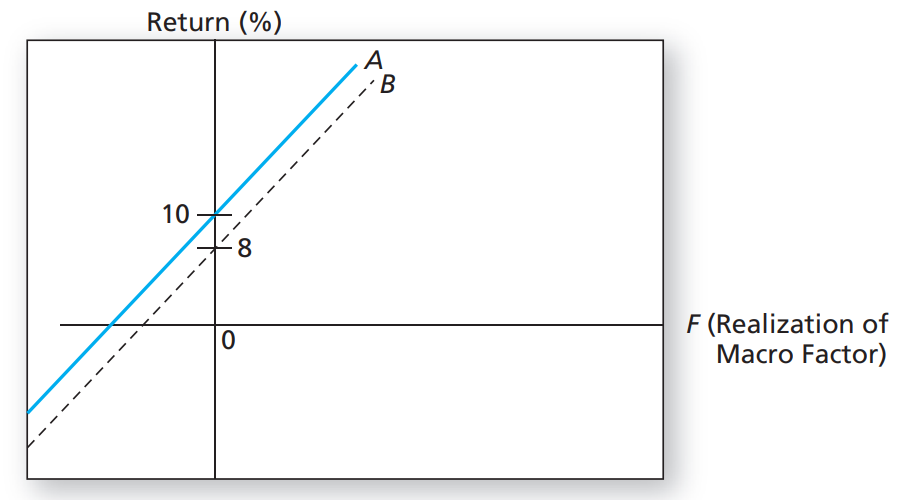 Return (%)
A
B
10
8
0
F (Realization of
Macro Factor)